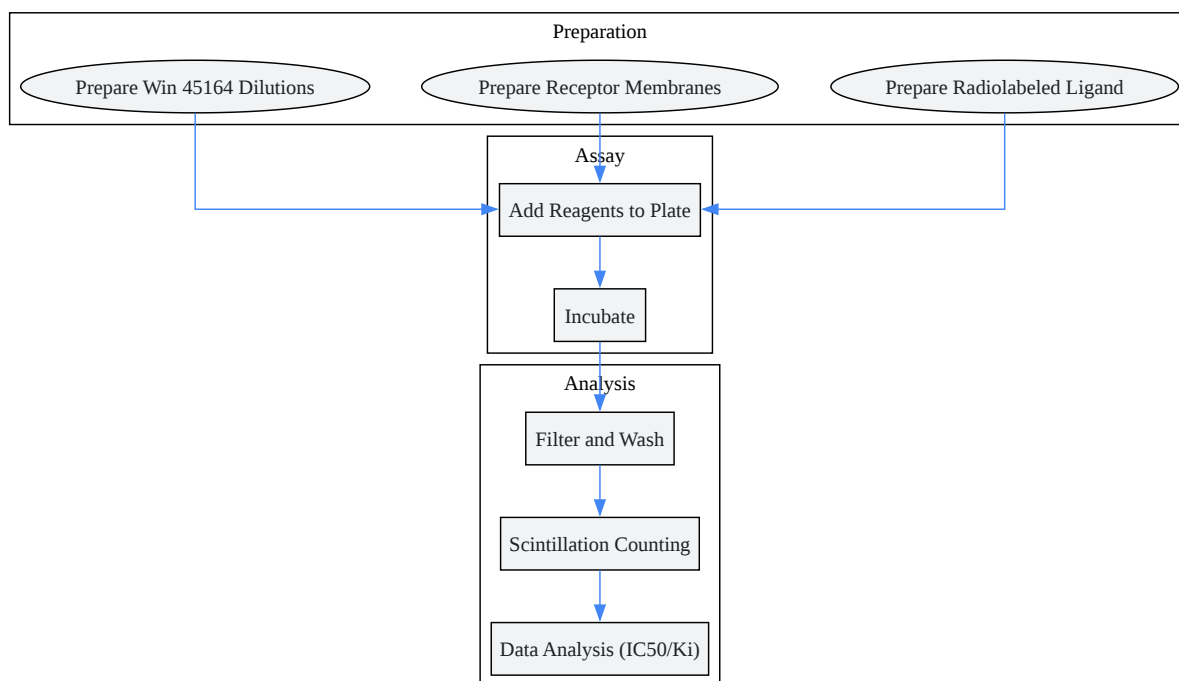 Preparation
Prepare Win 45164 Dilutions
Prepare Receptor Membranes
Prepare Radiolabeled Ligand
Assay
Add Reagents to Plate
Incubate
Analysis
Filter and Wash
Scintillation Counting
Data Analysis (IC50/Ki)